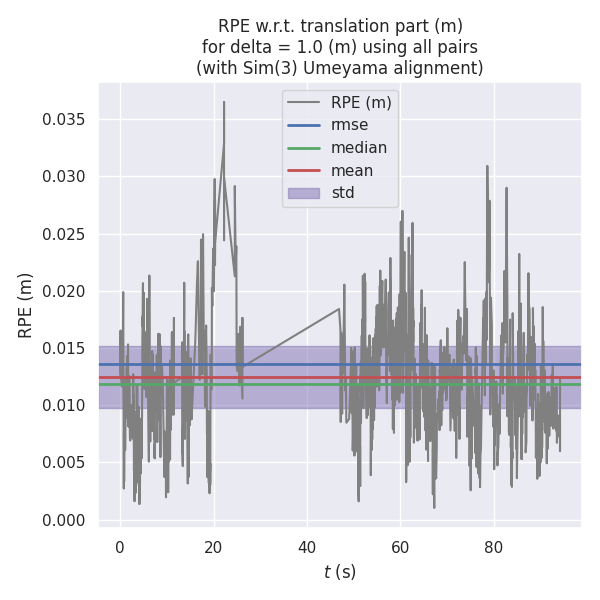 RPE w.r.t. translation part (m)
for delta = 1.0 (m) using all pairs
(with Sim(3) Umeyama alignment)
RPE (m)
rmse
median
mean
std
RPE (m)
0.035
0.030
0.025
0.020
0.015
0.010
0.005
0.000
0 20 40 60 80
t (s)